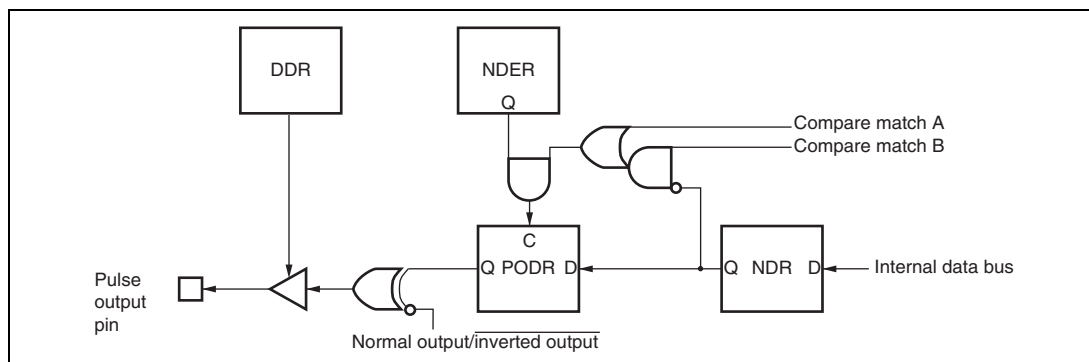 DDR
NDER
Q
Compare match A
Compare match B
C
Q PODR D
Q NDR D
Internal data bus
Pulse
output
pin
Normal output/inverted output